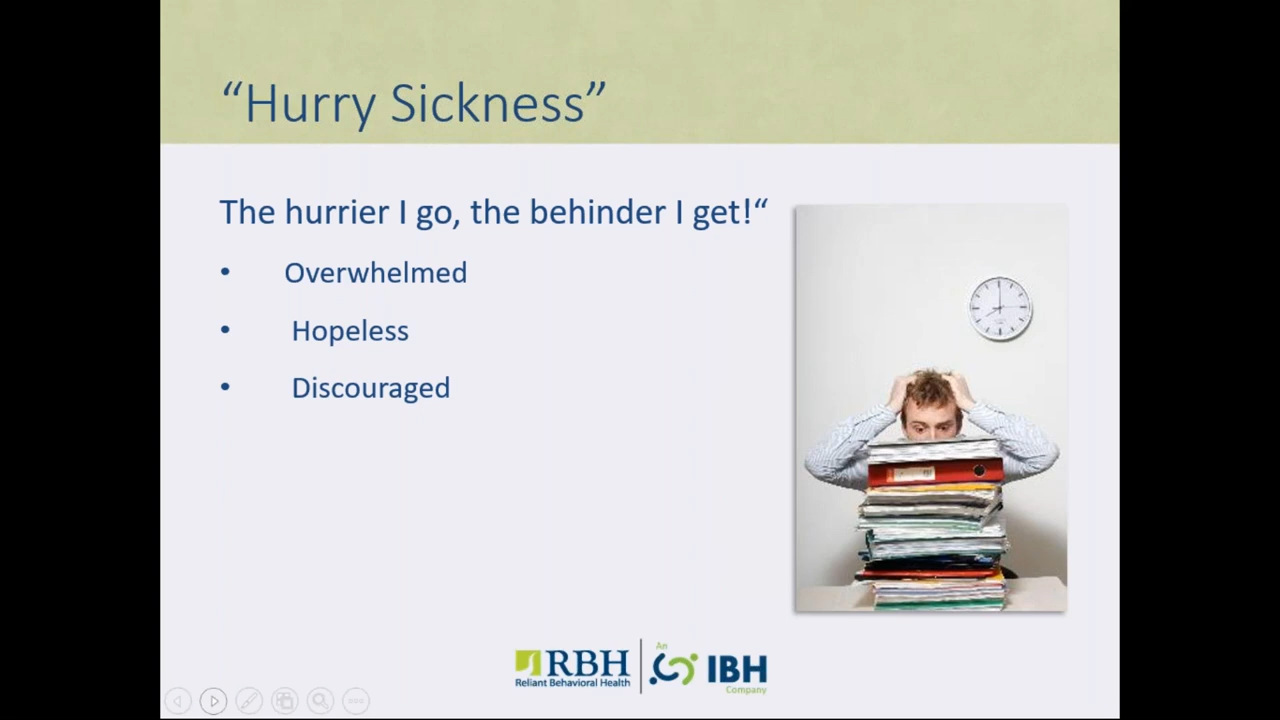 “Hurry Sickness”
The hurrier I go, the behinder I get!“
• Overwhelmed
• Hopeless
• Discouraged
RBH
Reliant Behavioral Health
An
IBH
Company